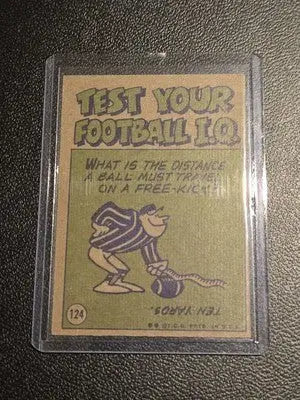 TEST YOUR
FOOTBALL I.Q.
WHAT IS THE DISTANCE
A BALL MUST TRAVEL
ON A FREE-KICK?
TEN YARDS.
124